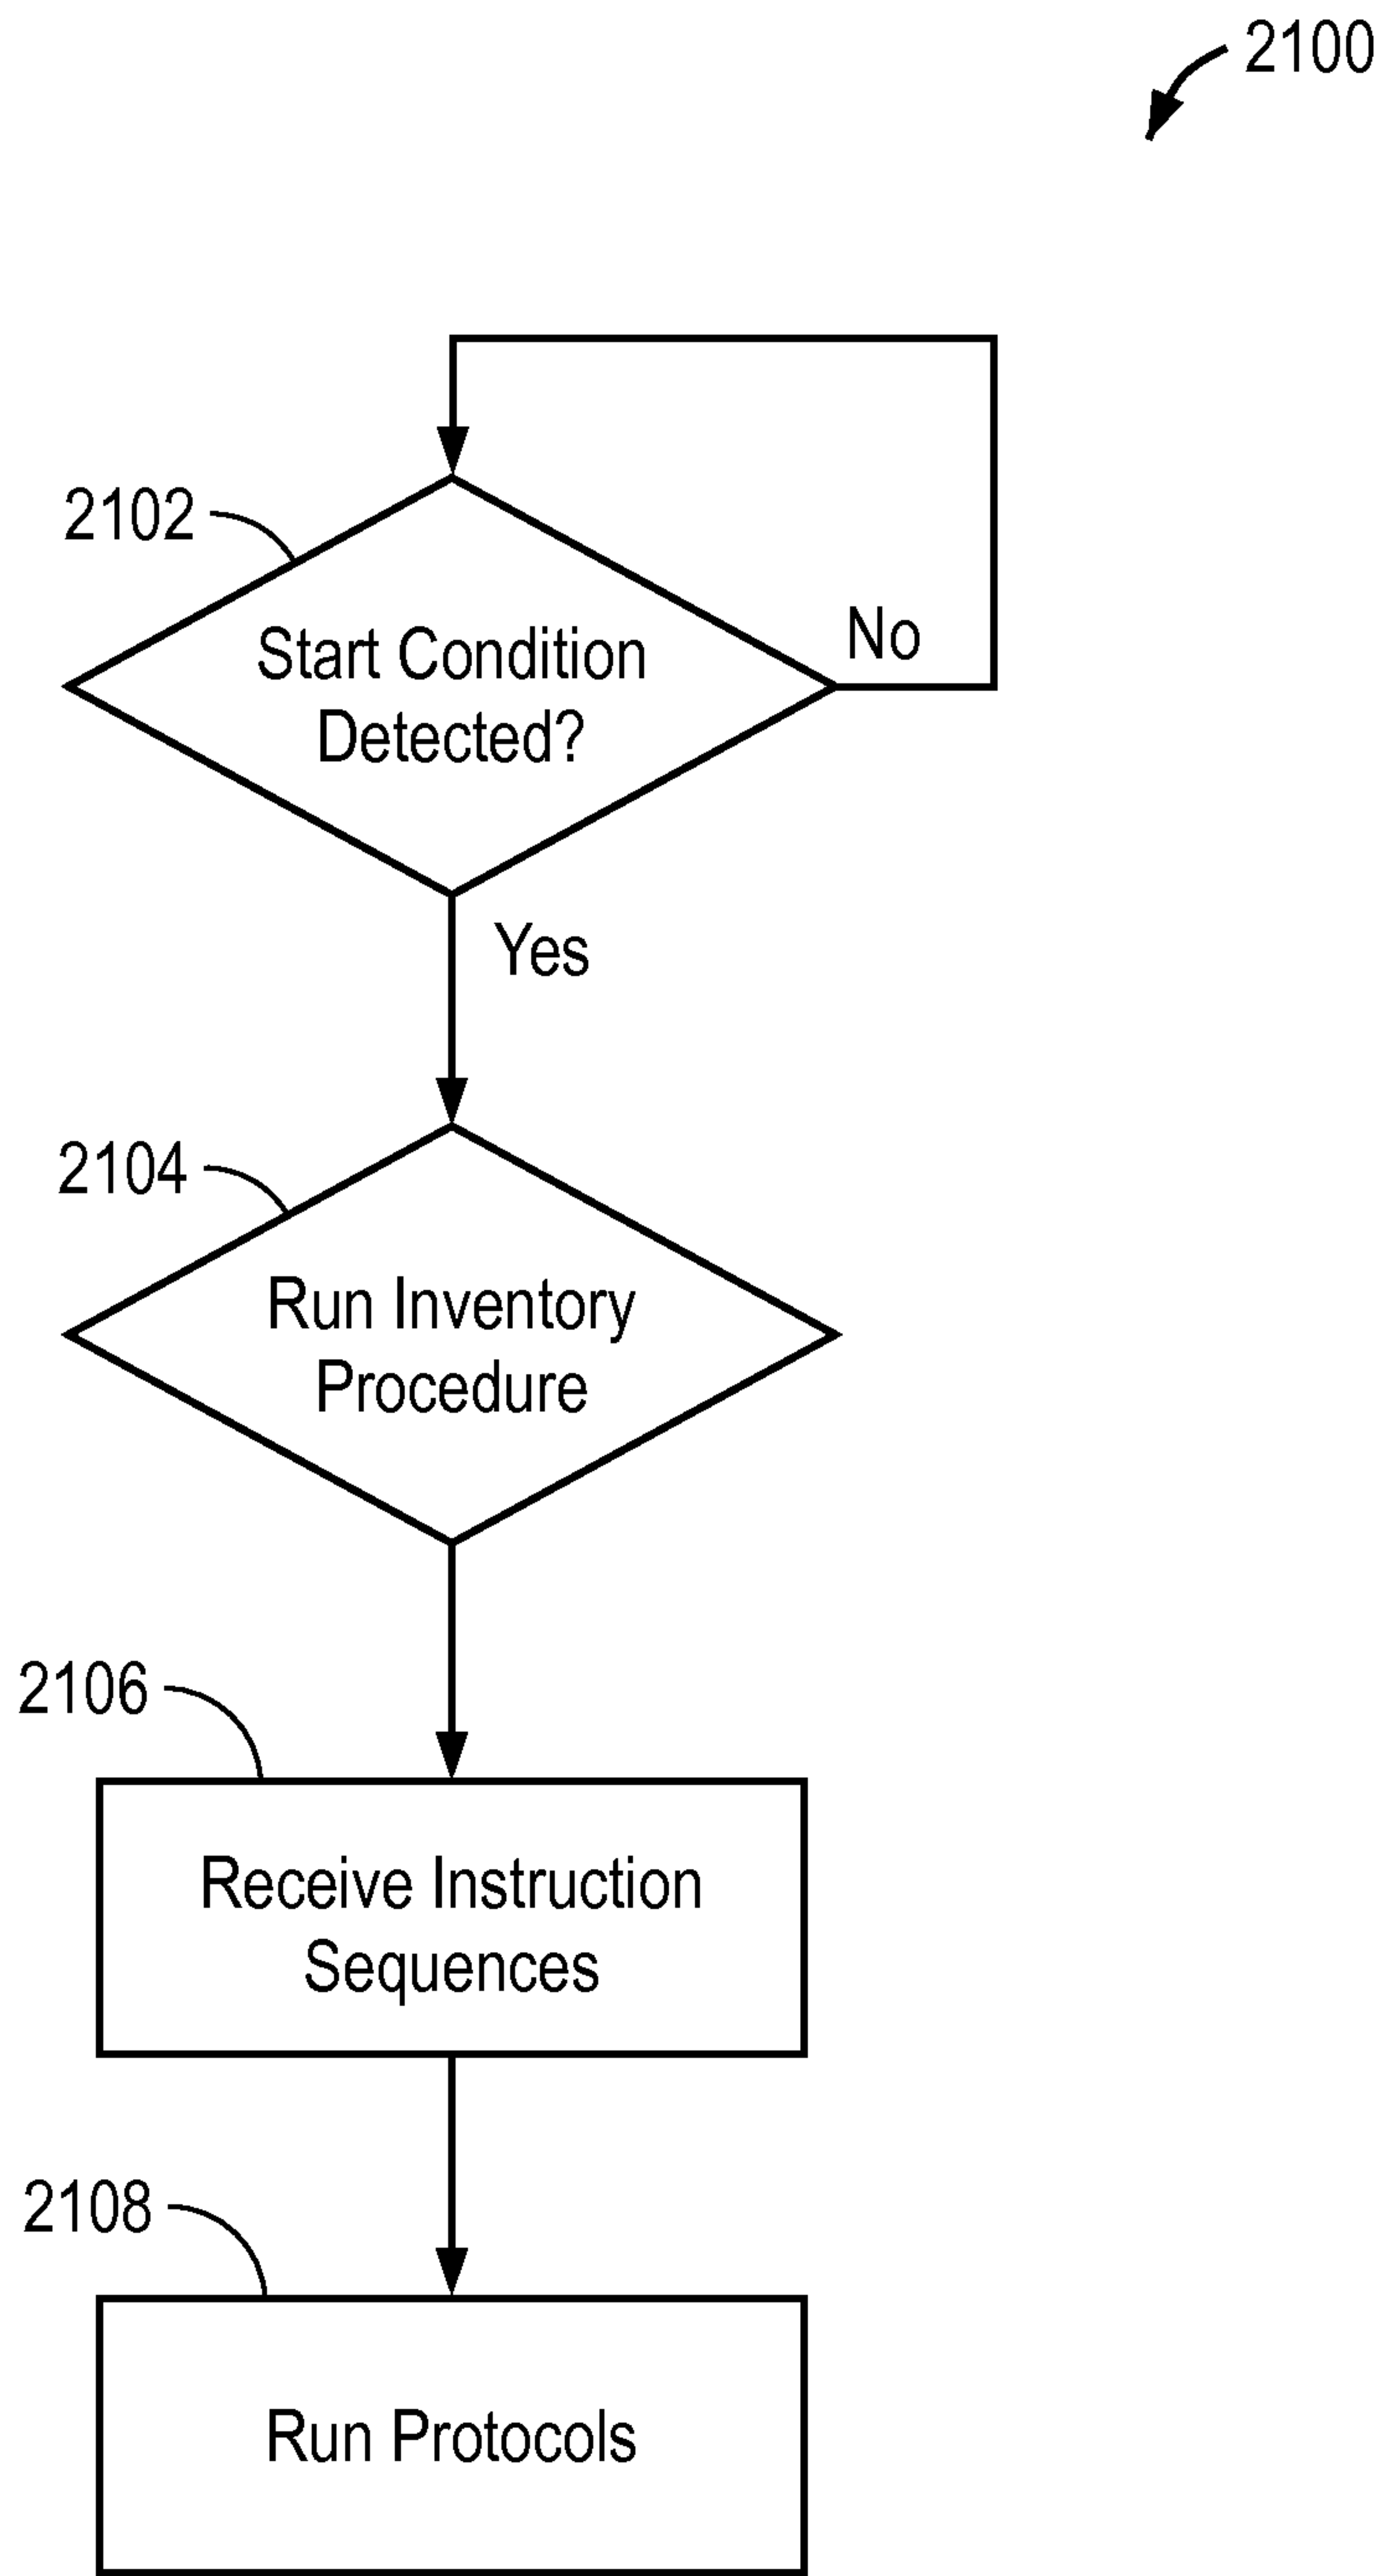 2100
2102
Start Condition
Detected?
No
Yes
2104
Run Inventory
Procedure
2106
Receive Instruction
Sequences
2108
Run Protocols